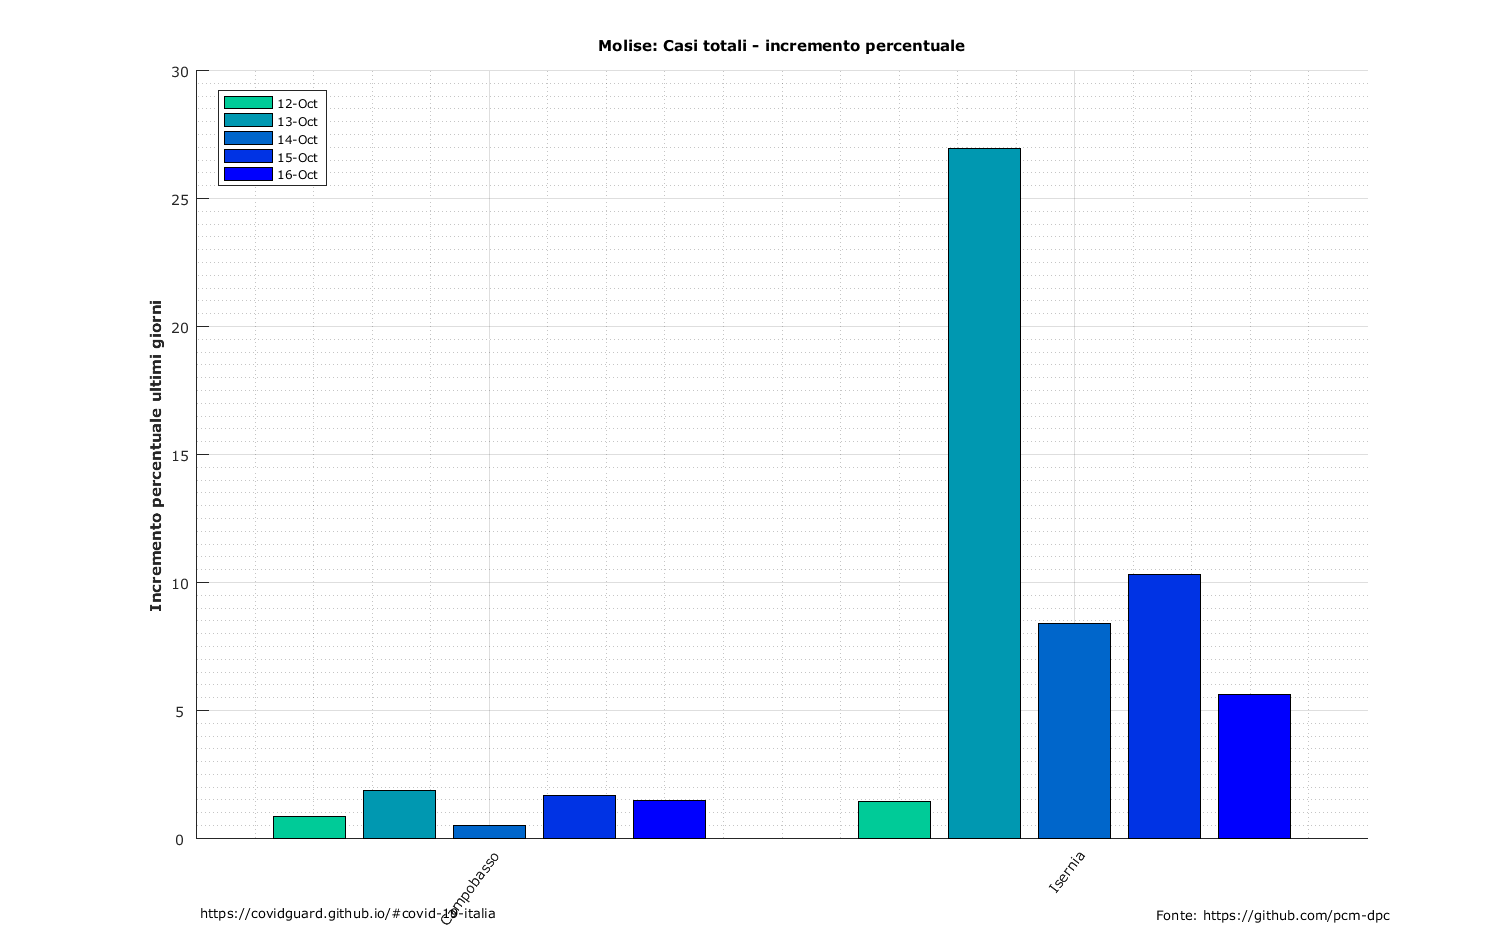 Molise: Casi totali - incremento percentuale
30
25
20
15
10
5
0
Incremento percentuale ultimi giorni
12-Oct
13-Oct
14-Oct
15-Oct
16-Oct
Campobasso
Isernia
https://covidguard.github.io/#covid-19-italia
Fonte: https://github.com/pcm-dpc